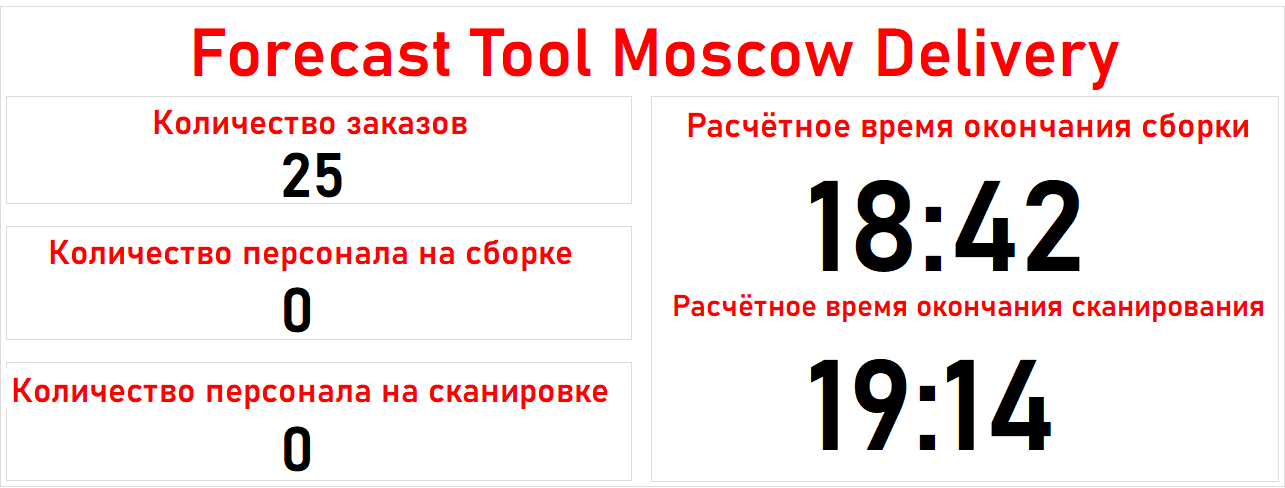 Forecast Tool Moscow Delivery
Количество заказов
25
Количество персонала на сборке
0
Количество персонала на сканировке
0
Расчётное время окончания сборки
18:42
Расчётное время окончания сканирования
19:14